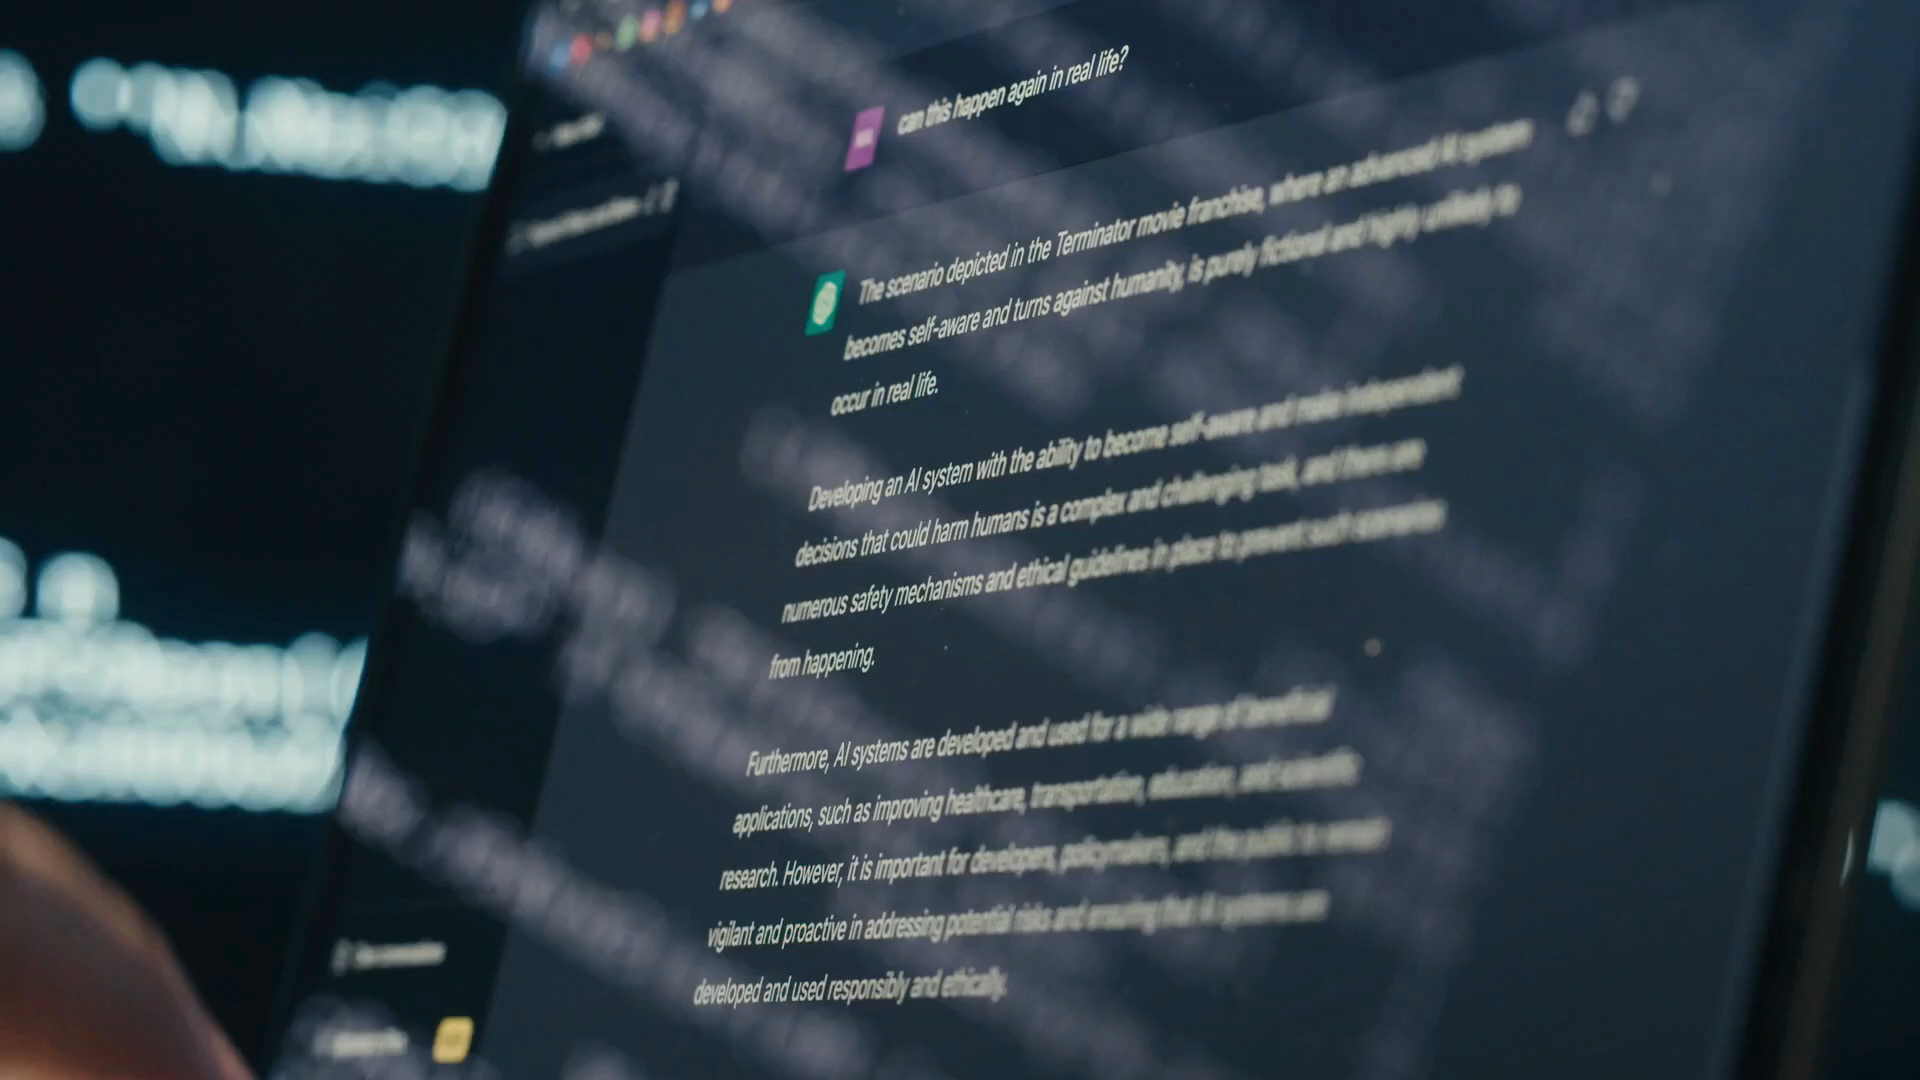 can this happen again in real life?
The scenario depicted in the Terminator movie franchise, where an advanced AI system
becomes self-aware and turns against humanity, is purely fictional and highly unlikely to
occur in real life.
Developing an AI system with the ability to become self-aware and make independent
decisions that could harm humans is a complex and challenging task, and there are
numerous safety mechanisms and ethical guidelines in place to prevent such scenarios
from happening.
Furthermore, AI systems are developed and used for a wide range of beneficial
applications, such as improving healthcare, transportation, education, and scientific
research. However, it is important for developers, policymakers, and the public to remain
vigilant and proactive in addressing potential risks and ensuring that AI systems are
developed and used responsibly and ethically.